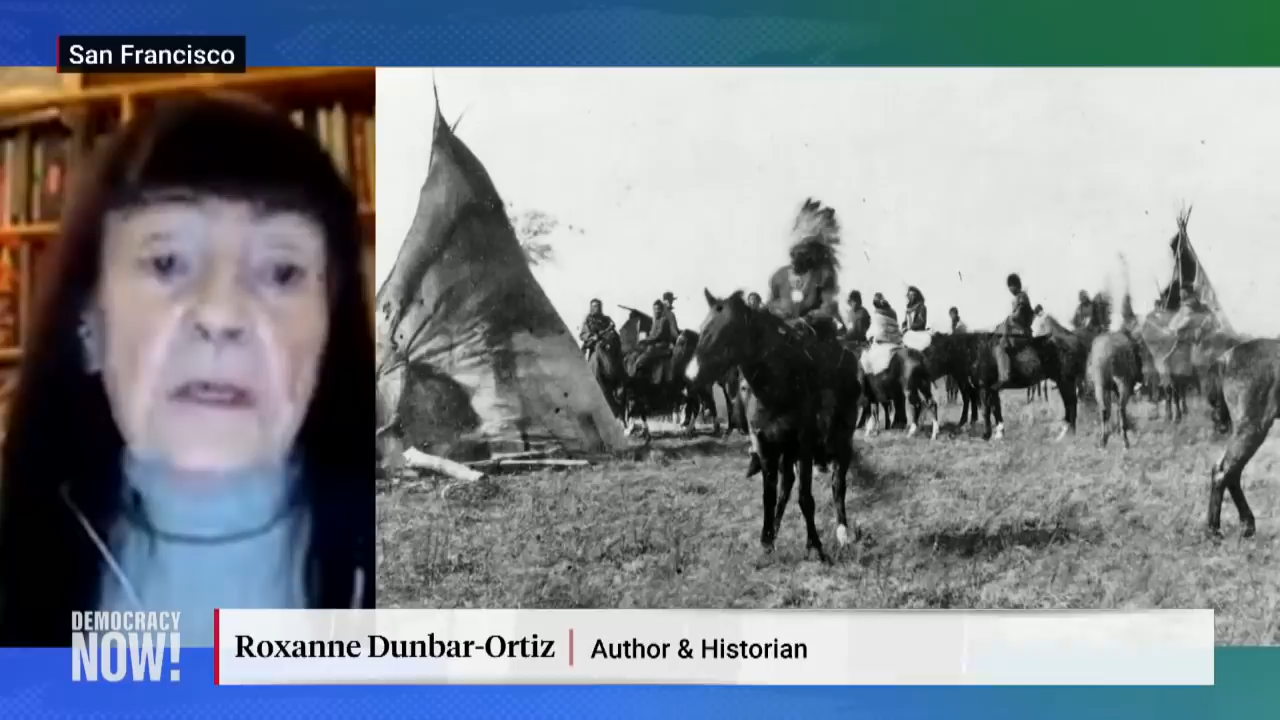 San Francisco
DEMOCRACY
NOW!
Roxanne Dunbar-Ortiz | Author & Historian